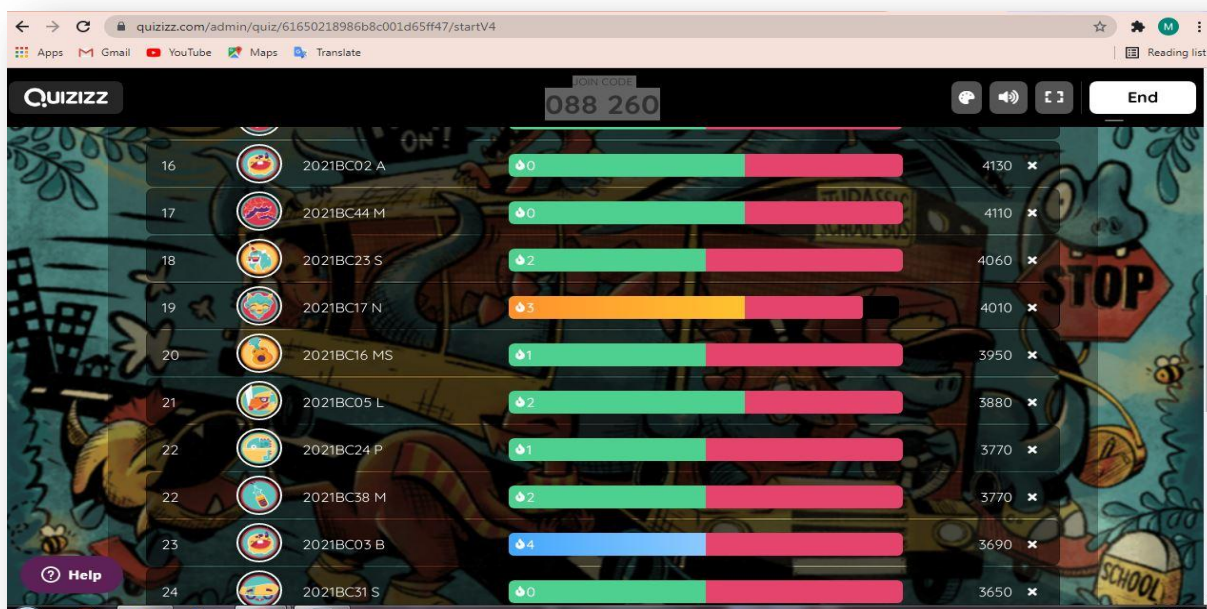 quizizz.com/admin/quiz/61650218986b8c001d65ff47/startV4
M
Apps Gmail YouTube Maps Translate Reading list
QUIZIZZ
JOIN CODE
088 260
End
ON!
16 2021BC02 A 0 4130
17 2021BC44 M 0 4110
18 2021BC23 S 2 4060
19 2021BC17 N 3 4010
20 2021BC16 MS 1 3950
21 2021BC05 L 2 3880
22 2021BC24 P 1 3770
22 2021BC38 M 2 3770
23 2021BC03 B 4 3690
24 2021BC31 S 0 3650
STUDASSIC
SCHOOL BUS
STOP
SCHOOL
Help